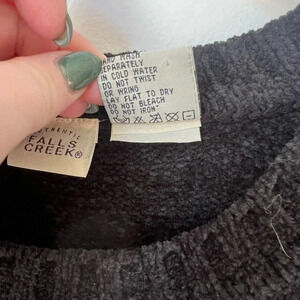 HAND WASH
SEPARATELY
IN COLD WATER
DO NOT TWIST
OR WRING
LAY FLAT TO DRY
DO NOT BLEACH
DO NOT IRON
AUTHENTIC
FALLS
CREEK®